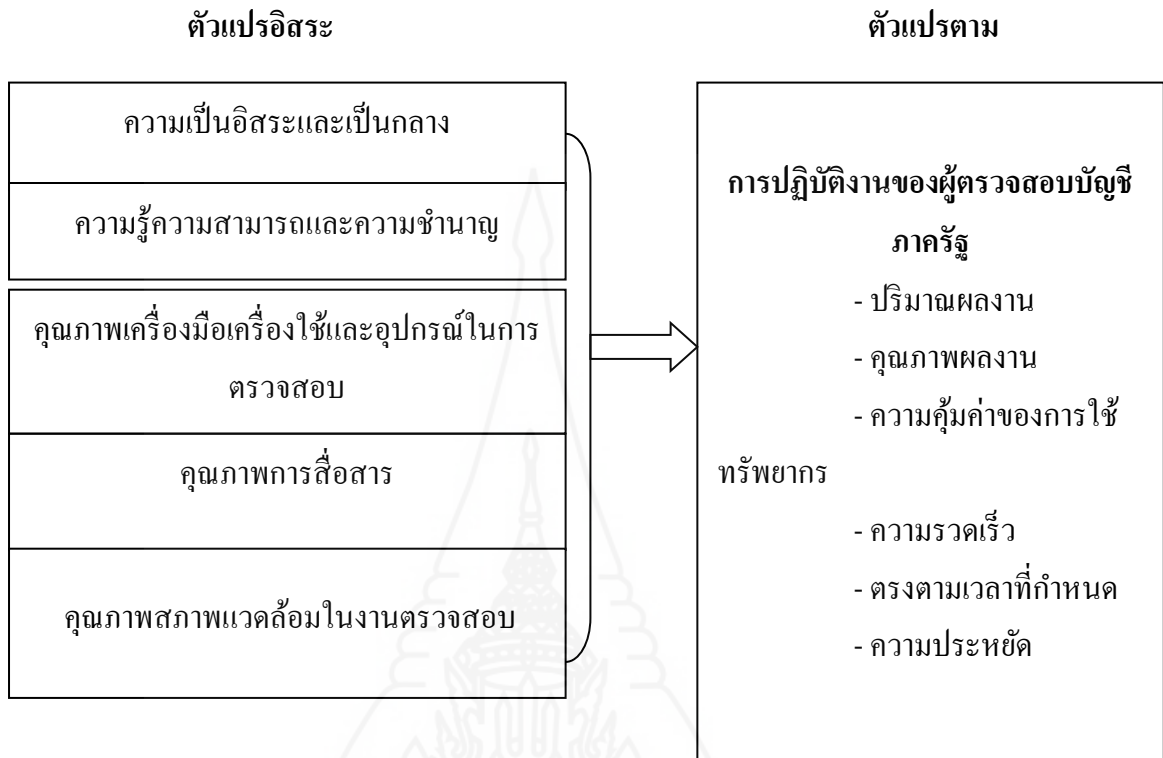 ตัวแปรอิสระ
ความเป็นอิสระและเป็นกลาง
ความรู้ความสามารถและความชำนาญ
คุณภาพเครื่องมือเครื่องใช้และอุปกรณ์ในการ
ตรวจสอบ
คุณภาพการสื่อสาร
คุณภาพสภาพแวดล้อมในงานตรวจสอบ
ตัวแปรตาม
การปฏิบัติงานของผู้ตรวจสอบบัญชี
ภาครัฐ
- ปริมาณผลงาน
- คุณภาพผลงาน
- ความคุ้มค่าของการใช้
ทรัพยากร
- ความรวดเร็ว
- ตรงตามเวลาที่กำหนด
- ความประหยัด